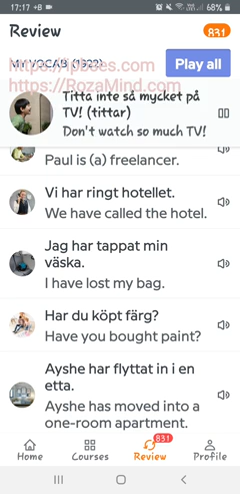 17:17 +B
68%
Review
831
MY VOCAB (1322)
Play all
https://ipeces.com
https://RozaMind.com
Titta inte så mycket på
TV! (tittar)
Don't watch so much TV!
Paul is (a) freelancer.
Vi har ringt hotellet.
We have called the hotel.
Jag har tappat min
väska.
I have lost my bag.
Har du köpt färg?
Have you bought paint?
Ayshe har flyttat in i en
etta.
Ayshe has moved into a
one-room apartment.
831
Home
Courses
Review
Profile